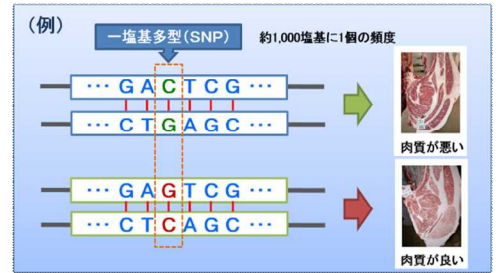 （例）
一塩基多型(SNP)
約1,000塩基に1個の頻度
… G A C T C G …
… C T G A G C …
肉質が悪い
… G A G T C G …
… C T C A G C …
肉質が良い